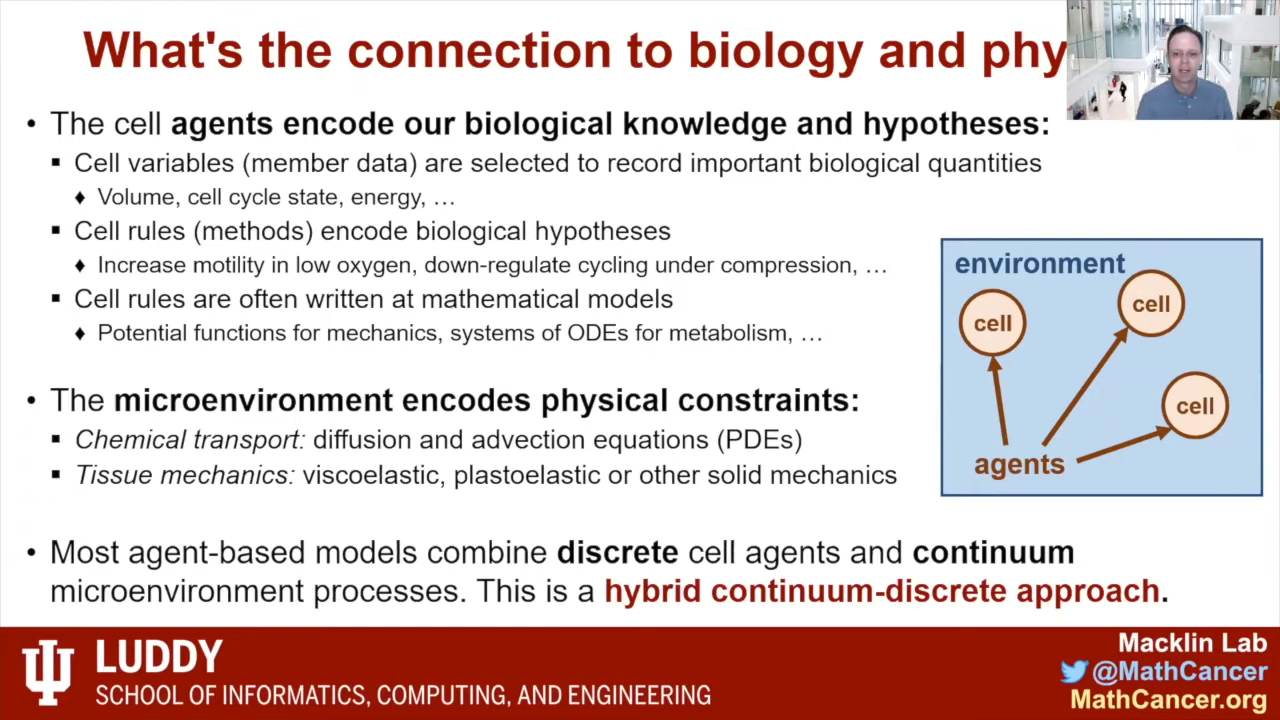 What's the connection to biology and phy
• The cell agents encode our biological knowledge and hypotheses:
▪ Cell variables (member data) are selected to record important biological quantities
♦ Volume, cell cycle state, energy, …
▪ Cell rules (methods) encode biological hypotheses
♦ Increase motility in low oxygen, down-regulate cycling under compression, …
▪ Cell rules are often written at mathematical models
♦ Potential functions for mechanics, systems of ODEs for metabolism, …
• The microenvironment encodes physical constraints:
▪ Chemical transport: diffusion and advection equations (PDEs)
▪ Tissue mechanics: viscoelastic, plastoelastic or other solid mechanics
• Most agent-based models combine discrete cell agents and continuum
microenvironment processes. This is a hybrid continuum-discrete approach.
environment
cell
cell
cell
agents
LUDDY
SCHOOL OF INFORMATICS, COMPUTING, AND ENGINEERING
Macklin Lab
@MathCancer
MathCancer.org